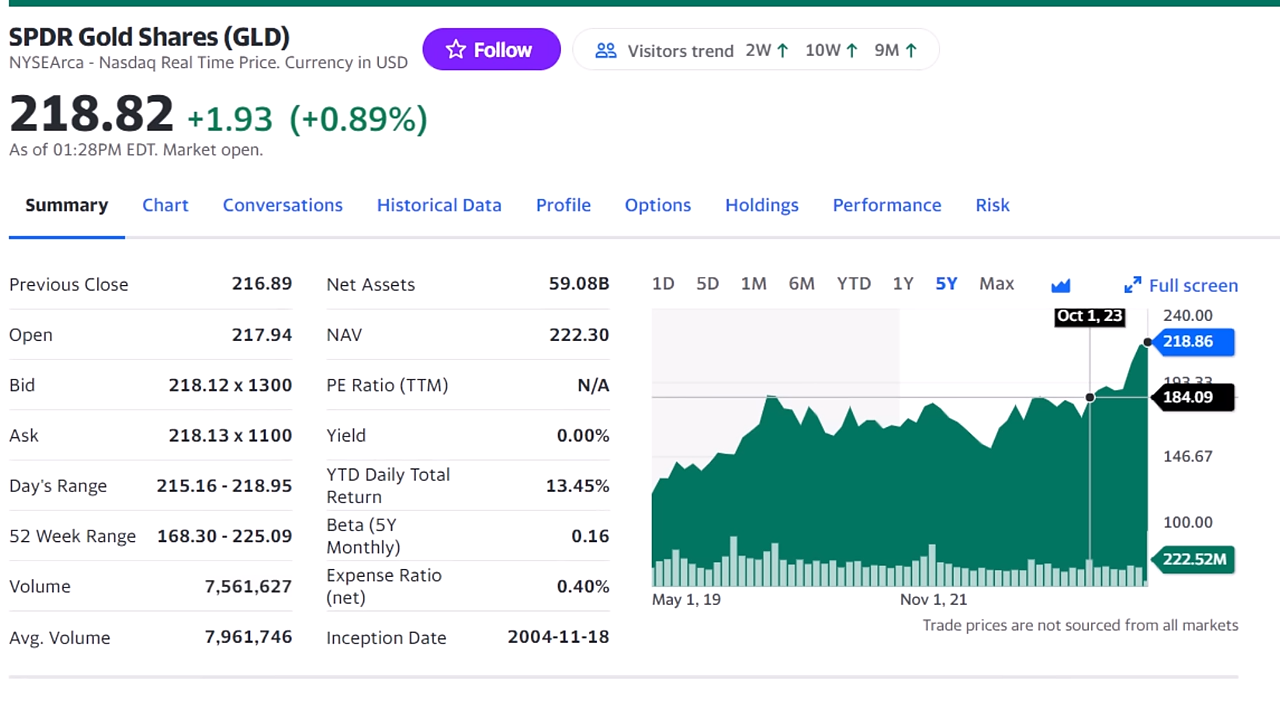 SPDR Gold Shares (GLD)
Follow
Visitors trend 2W ↑ 10W ↑ 9M ↑
NYSEArca - Nasdaq Real Time Price. Currency in USD
218.82 +1.93 (+0.89%)
As of 01:28PM EDT. Market open.
Summary Chart Conversations Historical Data Profile Options Holdings Performance Risk
Previous Close 216.89
Open 217.94
Bid 218.12 x 1300
Ask 218.13 x 1100
Day's Range 215.16 - 218.95
52 Week Range 168.30 - 225.09
Volume 7,561,627
Avg. Volume 7,961,746
Net Assets 59.08B
NAV 222.30
PE Ratio (TTM) N/A
Yield 0.00%
YTD Daily Total
Return 13.45%
Beta (5Y
Monthly) 0.16
Expense Ratio
(net) 0.40%
Inception Date 2004-11-18
1D 5D 1M 6M YTD 1Y 5Y Max
Full screen
Oct 1, 23
240.00
218.86
193.33
184.09
146.67
100.00
222.52M
May 1, 19 Nov 1, 21
Trade prices are not sourced from all markets